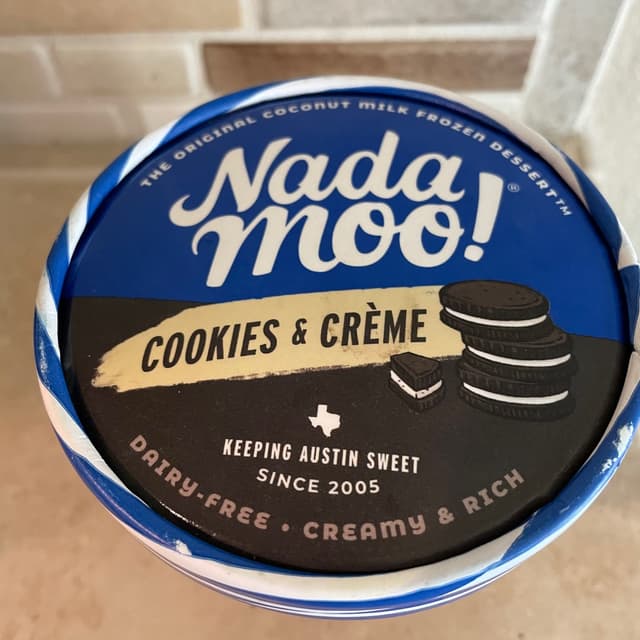 THE ORIGINAL COCONUT MILK FROZEN DESSERT™
Nada
moo!®
COOKIES & CRÈME
KEEPING AUSTIN SWEET
SINCE 2005
DAIRY-FREE • CREAMY & RICH